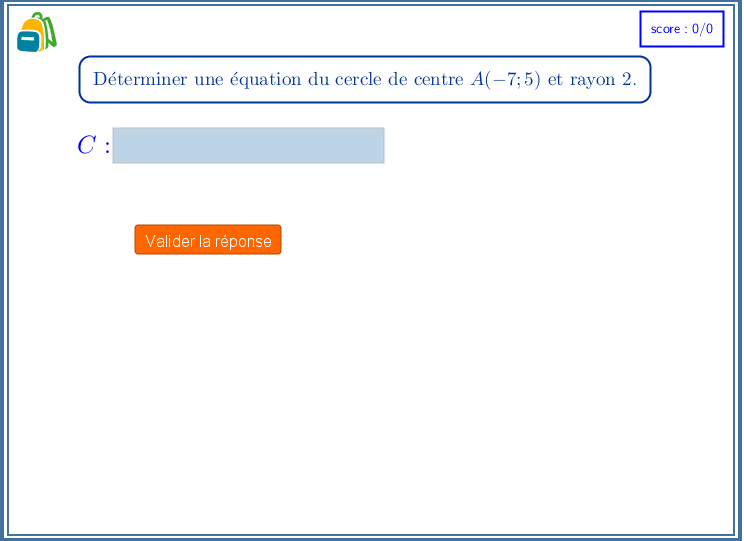 score : 0/0
Déterminer une équation du cercle de centre A(−7; 5) et rayon 2.
C :
Valider la réponse